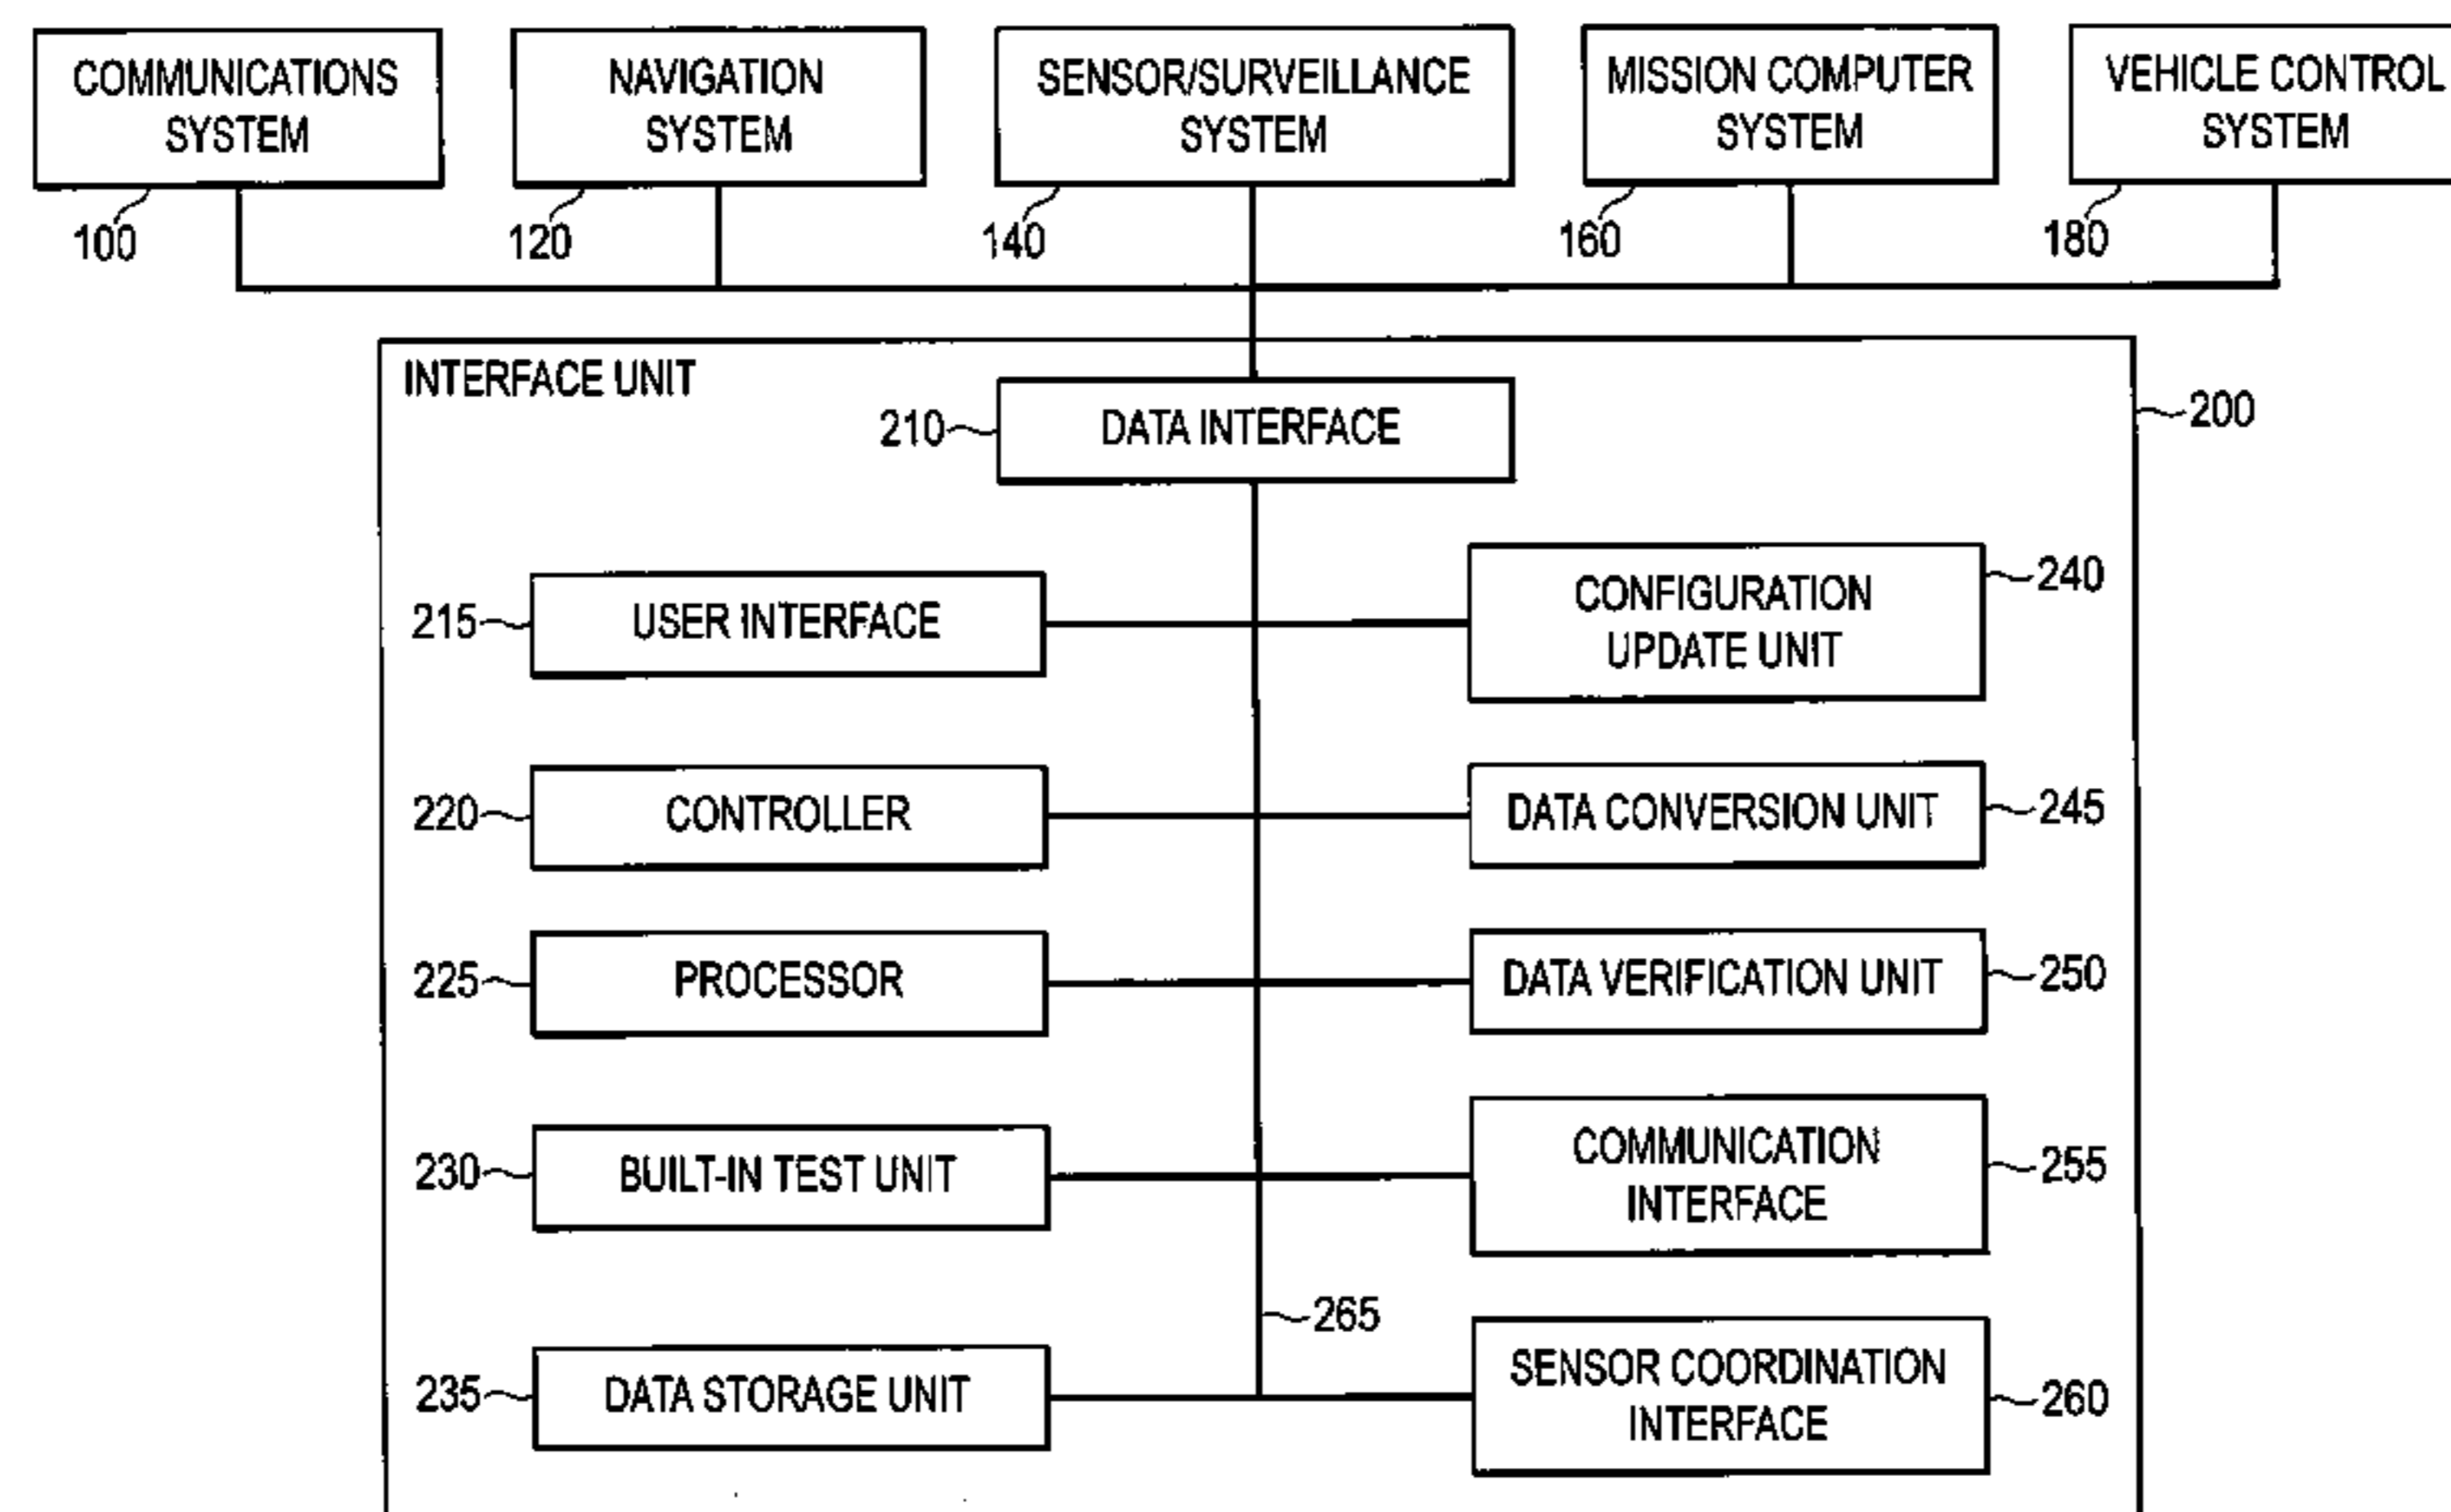 COMMUNICATIONS
SYSTEM
NAVIGATION
SYSTEM
SENSOR/SURVEILLANCE
SYSTEM
MISSION COMPUTER
SYSTEM
VEHICLE CONTROL
SYSTEM
100
120
140
160
180
INTERFACE UNIT
200
210
DATA INTERFACE
215
USER INTERFACE
CONFIGURATION
UPDATE UNIT
240
220
CONTROLLER
DATA CONVERSION UNIT
245
225
PROCESSOR
DATA VERIFICATION UNIT
250
230
BUILT-IN TEST UNIT
COMMUNICATION
INTERFACE
255
265
235
DATA STORAGE UNIT
SENSOR COORDINATION
INTERFACE
260